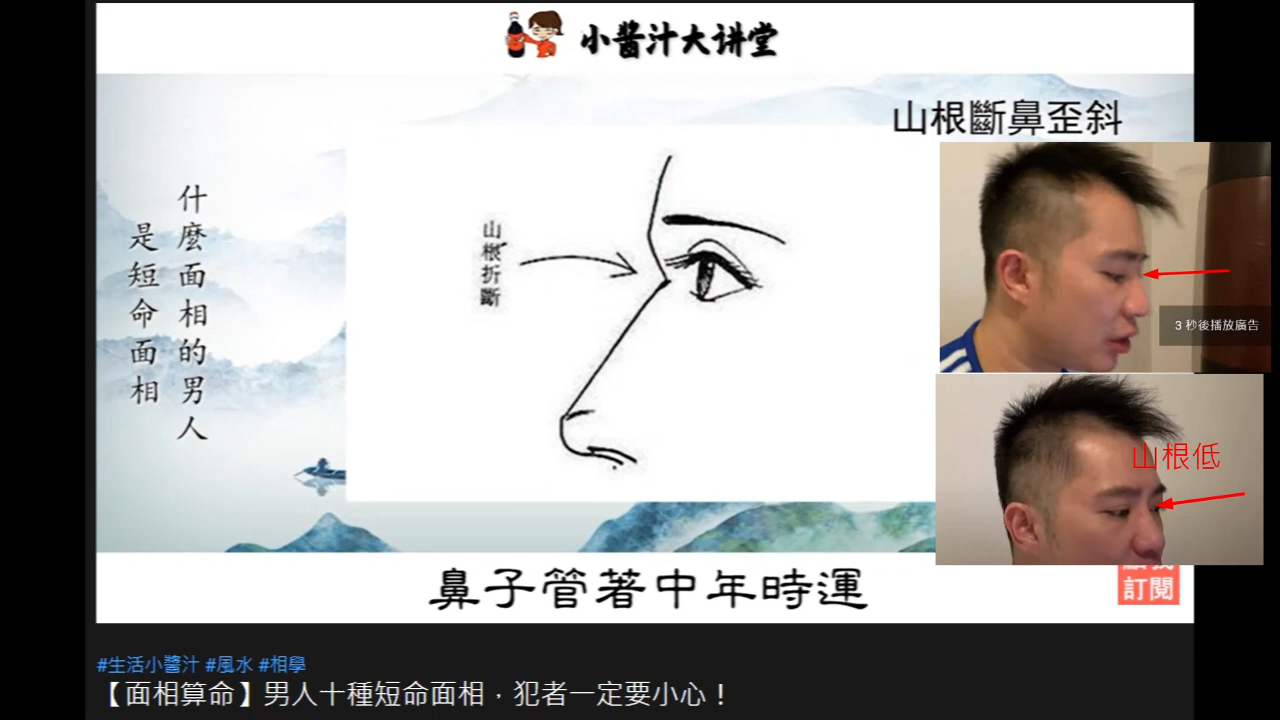 小醬汁大讲堂
山根斷鼻歪斜
什麼面相的男人
是短命面相
山根折斷
3 秒後播放廣告
山根低
訂閱
鼻子管著中年時運
#生活小醬汁 #風水 #相學
【面相算命】男人十種短命面相，犯者一定要小心！